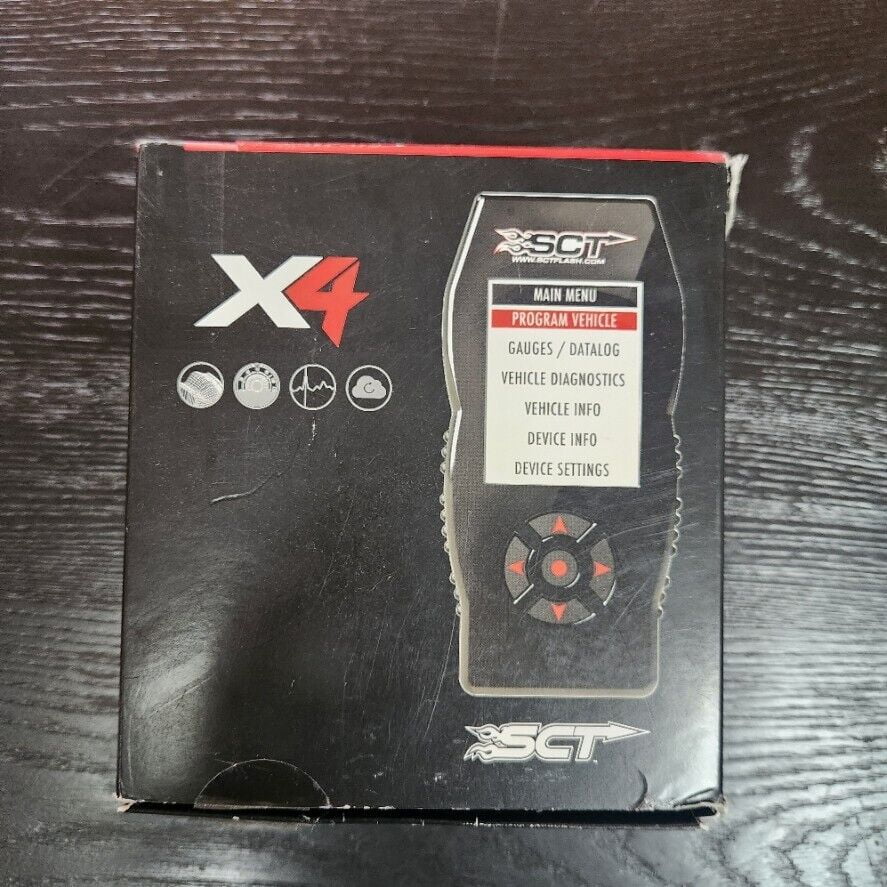 X4
SCT
WWW.SCTFLASH.COM
MAIN MENU
PROGRAM VEHICLE
GAUGES / DATALOG
VEHICLE DIAGNOSTICS
VEHICLE INFO
DEVICE INFO
DEVICE SETTINGS
SCT